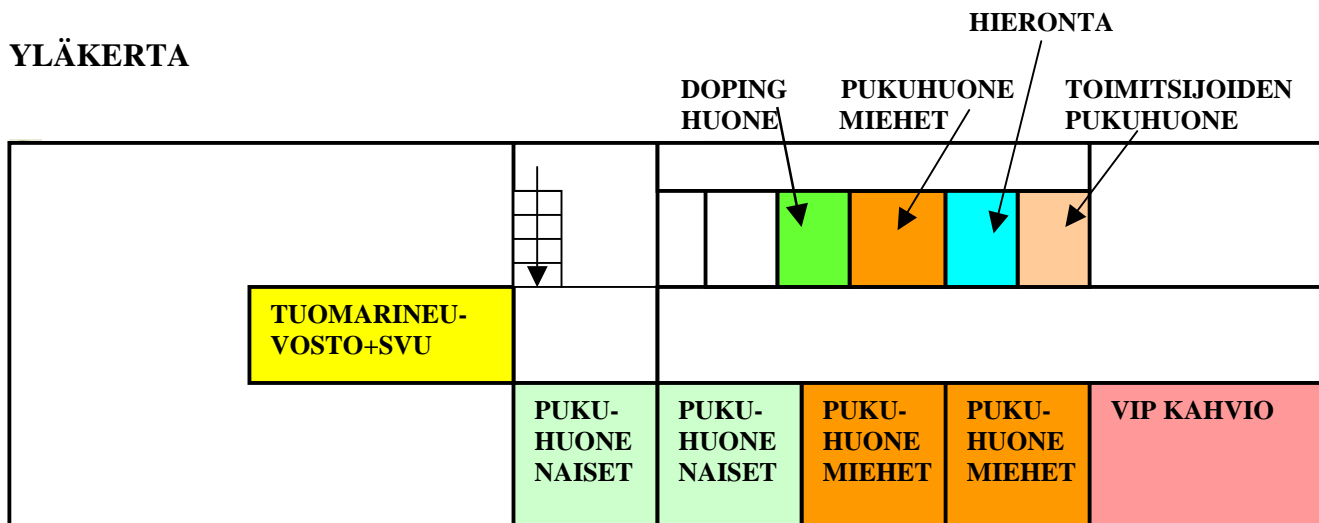 HIERONTA
YLÄKERTA
DOPING
HUONE
PUKUHUONE
MIEHET
TOIMITSIJOIDEN
PUKUHUONE
TUOMARINEU-
VOSTO+SVU
PUKU-
HUONE
NAISET
PUKU-
HUONE
NAISET
PUKU-
HUONE
MIEHET
PUKU-
HUONE
MIEHET
VIP KAHVIO